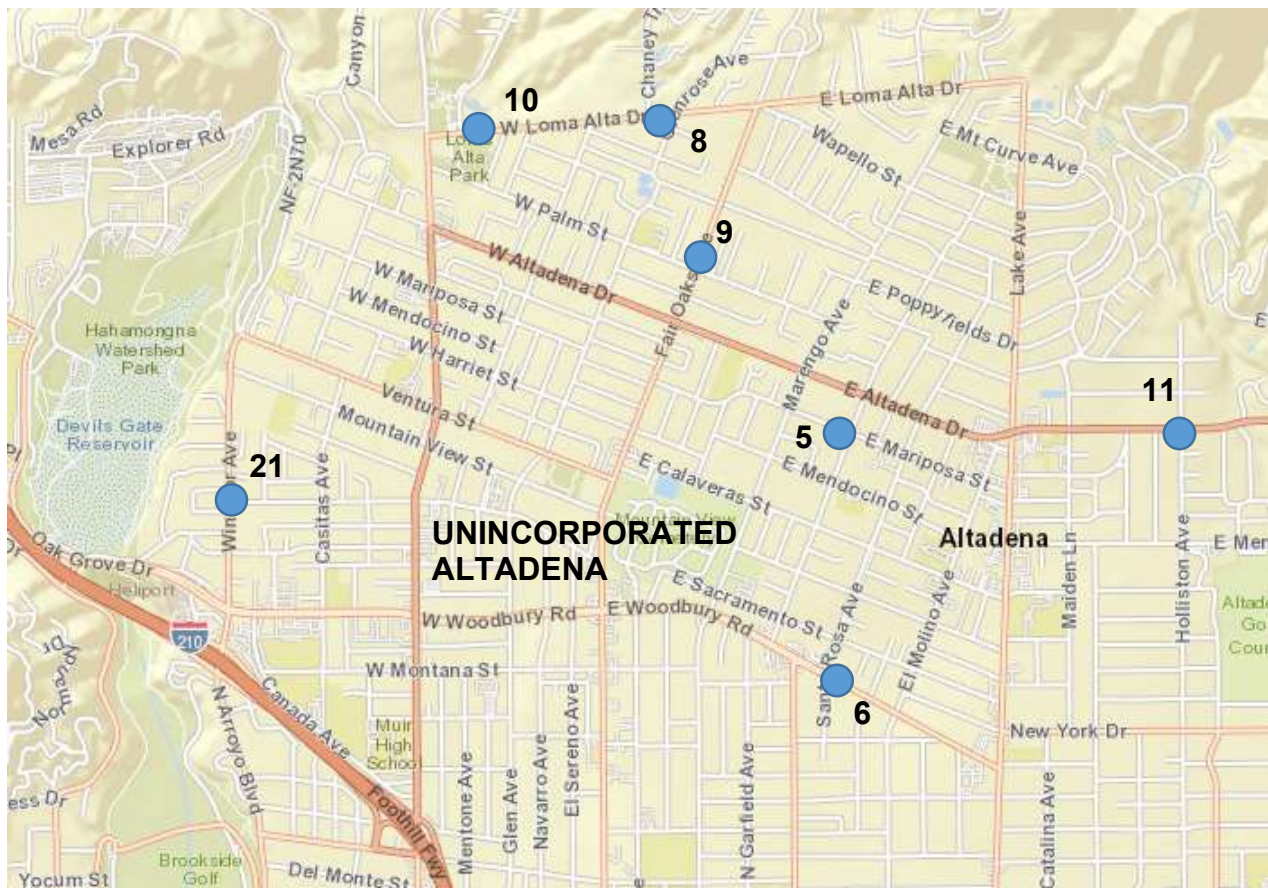 Canyon
Chaney Tr
Mesa Rd
Explorer Rd
NF-2N70
10
W Loma Alta Dr
8
E Loma Alta Dr
Alta
Park
Wapello St
E Mt Curve Ave
W Palm St
9
W Altadena Dr
Fair Oaks
Lake Ave
W Mariposa St
W Mendocino St
W Harriet St
E Poppyfields Dr
Marengo Ave
Hahamongna
Watershed
Park
Devils Gate
Reservoir
Ventura St
Mountain View St
E Altadena Dr
11
5
E Mariposa St
E Mendocino St
E Calaveras St
21
Casitas Ave
UNINCORPORATED
ALTADENA
Altadena
Maiden Ln
Holliston Ave
E Men
Altade
Go
Cour
Oak Grove Dr
Heliport
210
E Sacramento St
W Woodbury Rd
E Woodbury Rd
Rosa Ave
El Molino Ave
6
W Montana St
N Arroyo Blvd
Canada Ave
Muir
High
School
Mentone Ave
Glen Ave
Navarro Ave
El Sereno Ave
N Garfield Ave
New York Dr
Catalina Ave
Foothill Fwy
ess Dr
Yocum St
Brookside
Golf
Del Monte St